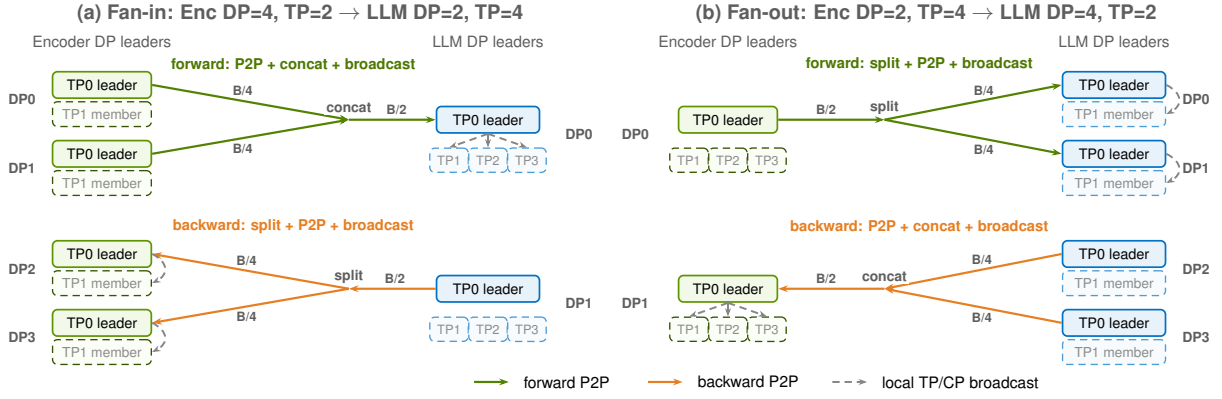 (a) Fan-in: Enc DP=4, TP=2 → LLM DP=2, TP=4
Encoder DP leaders
LLM DP leaders
forward: P2P + concat + broadcast
DP0
TP0 leader
TP1 member
B/4
concat
B/2
TP0 leader
DP0
TP1 TP2 TP3
DP1
TP0 leader
TP1 member
B/4
backward: split + P2P + broadcast
DP2
TP0 leader
TP1 member
B/4
split
B/2
TP0 leader
DP1
TP1 TP2 TP3
DP3
TP0 leader
TP1 member
B/4
(b) Fan-out: Enc DP=2, TP=4 → LLM DP=4, TP=2
Encoder DP leaders
LLM DP leaders
forward: split + P2P + broadcast
DP0
TP0 leader
TP1 TP2 TP3
B/2
split
B/4
TP0 leader
TP1 member
DP0
B/4
TP0 leader
TP1 member
DP1
backward: P2P + concat + broadcast
DP1
TP0 leader
TP1 TP2 TP3
B/2
concat
B/4
TP0 leader
TP1 member
DP2
B/4
TP0 leader
TP1 member
DP3
forward P2P
backward P2P
local TP/CP broadcast